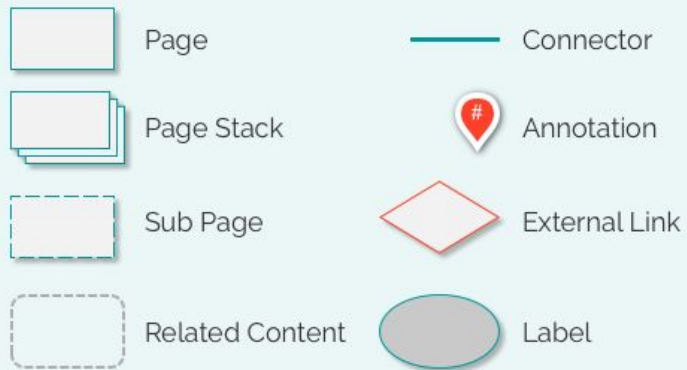 Page
Connector
Page Stack
#
Annotation
Sub Page
External Link
Related Content
Label